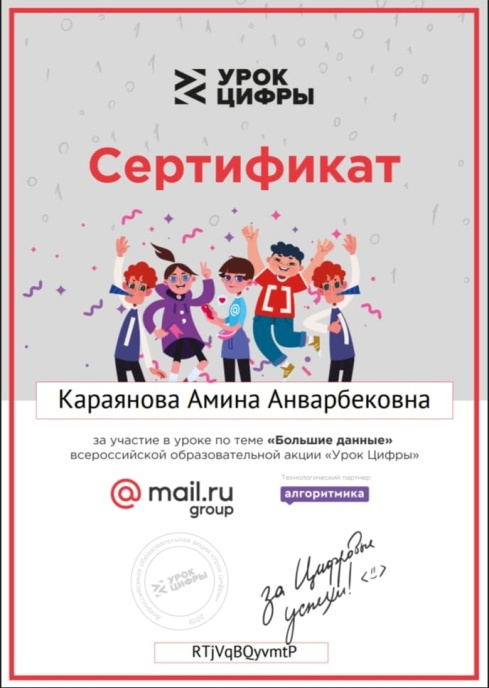 УРОК
ЦИФРЫ
Сертификат
Караянова Амина Анварбековна
за участие в уроке по теме «Большие данные»
всероссийской образовательной акции «Урок Цифры»
@mail.ru
group
Технологический партнер:
алгоритмика
УРОК
ЦИФРЫ
2019
за Цифровые
успехи! <!!>
RTjVqBQyvmtP